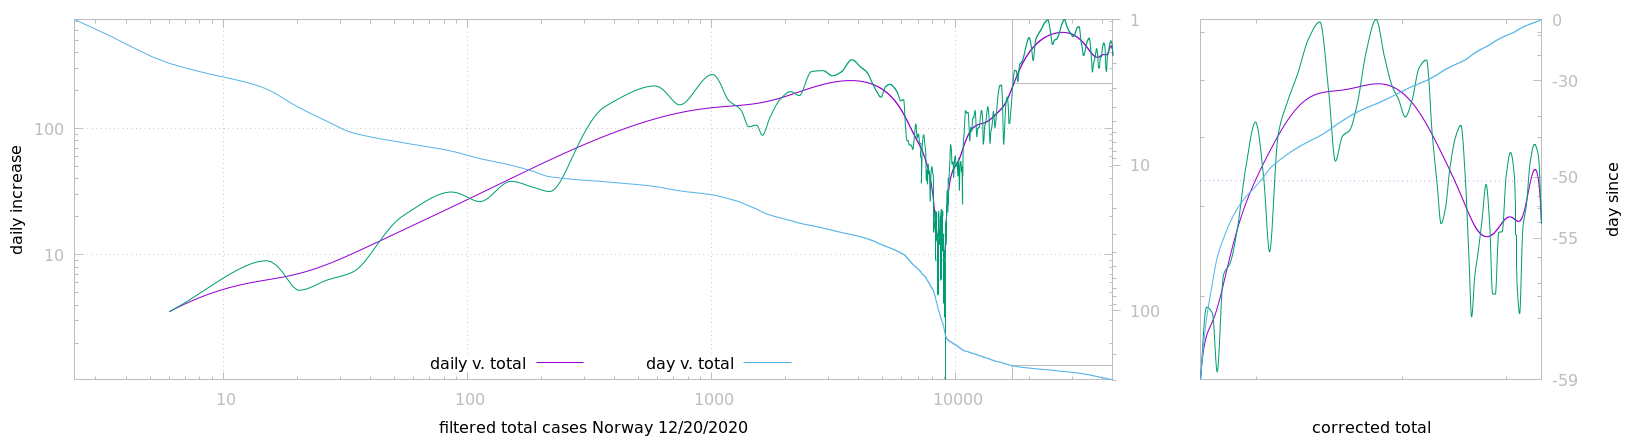 daily increase
100
10
daily v. total
day v. total
10
100
1000
10000
filtered total cases Norway 12/20/2020
1
10
100
0
-30
-50
-55
-59
day since
corrected total